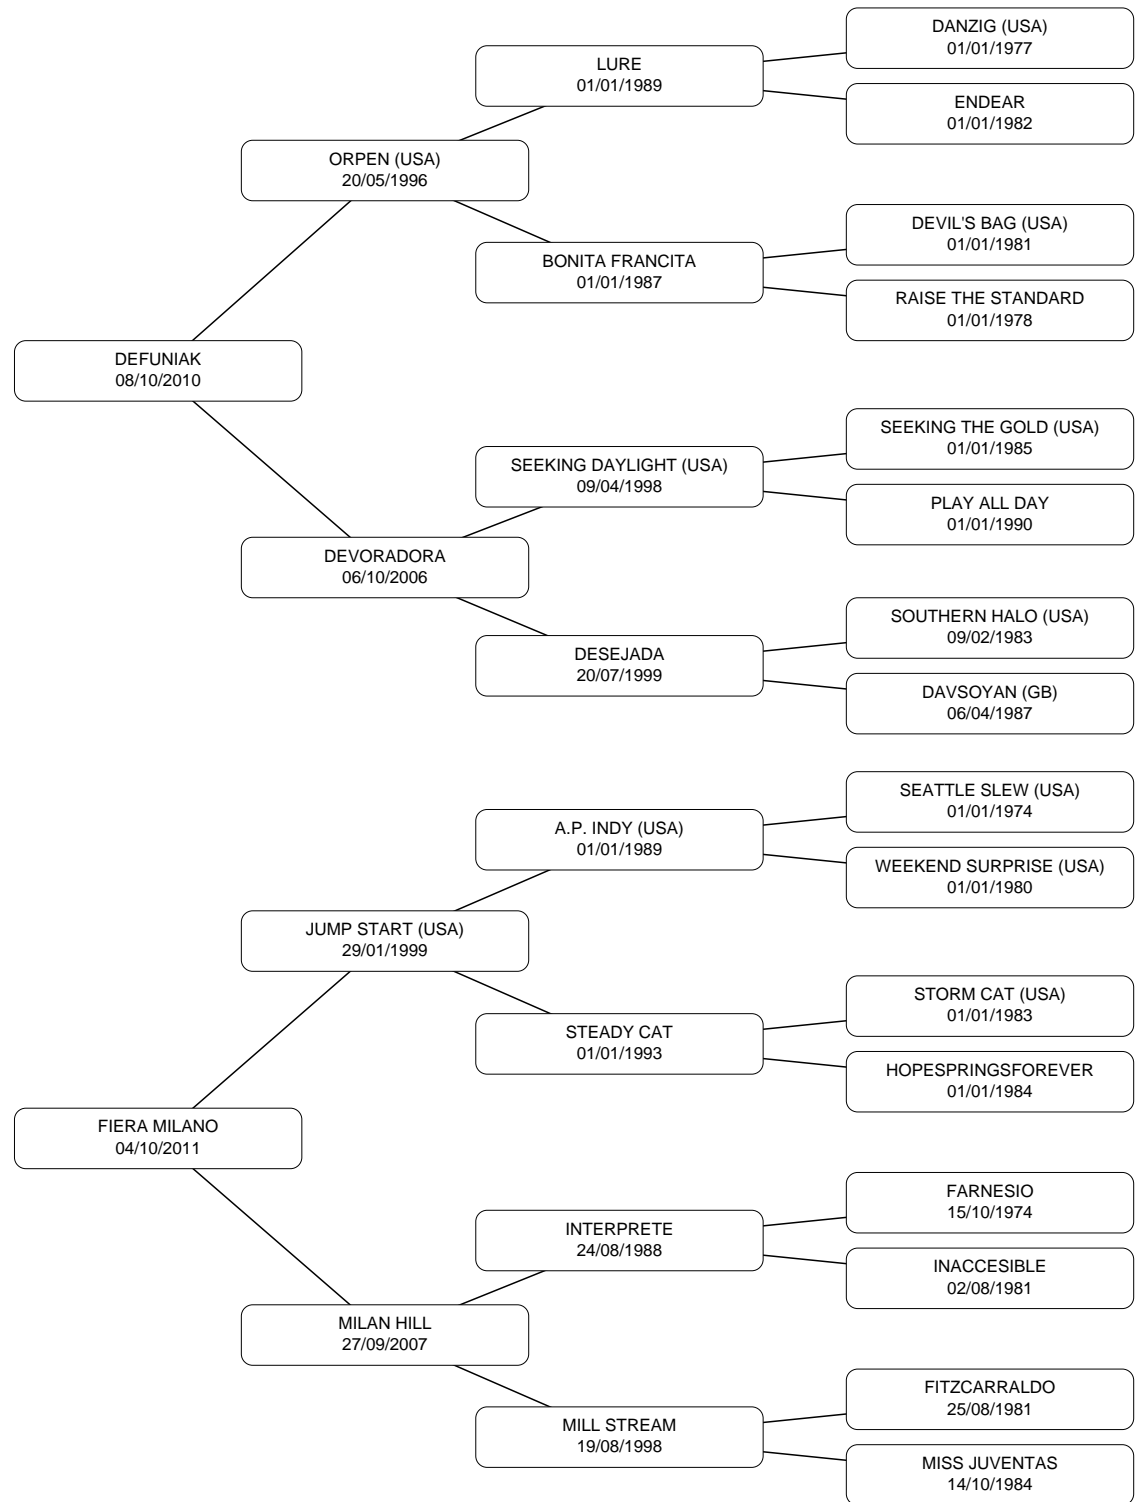 DANZIG (USA)
01/01/1977
LURE
01/01/1989
ENDEAR
01/01/1982
ORPEN (USA)
20/05/1996
DEVIL'S BAG (USA)
01/01/1981
BONITA FRANCITA
01/01/1987
RAISE THE STANDARD
01/01/1978
DEFUNIAK
08/10/2010
SEEKING THE GOLD (USA)
01/01/1985
SEEKING DAYLIGHT (USA)
09/04/1998
PLAY ALL DAY
01/01/1990
DEVORADORA
06/10/2006
SOUTHERN HALO (USA)
09/02/1983
DESEJADA
20/07/1999
DAVSOYAN (GB)
06/04/1987
SEATTLE SLEW (USA)
01/01/1974
A.P. INDY (USA)
01/01/1989
WEEKEND SURPRISE (USA)
01/01/1980
JUMP START (USA)
29/01/1999
STORM CAT (USA)
01/01/1983
STEADY CAT
01/01/1993
HOPESPRINGSFOREVER
01/01/1984
FIERA MILANO
04/10/2011
FARNESIO
15/10/1974
INTERPRETE
24/08/1988
INACCESIBLE
02/08/1981
MILAN HILL
27/09/2007
FITZCARRALDO
25/08/1981
MILL STREAM
19/08/1998
MISS JUVENTAS
14/10/1984